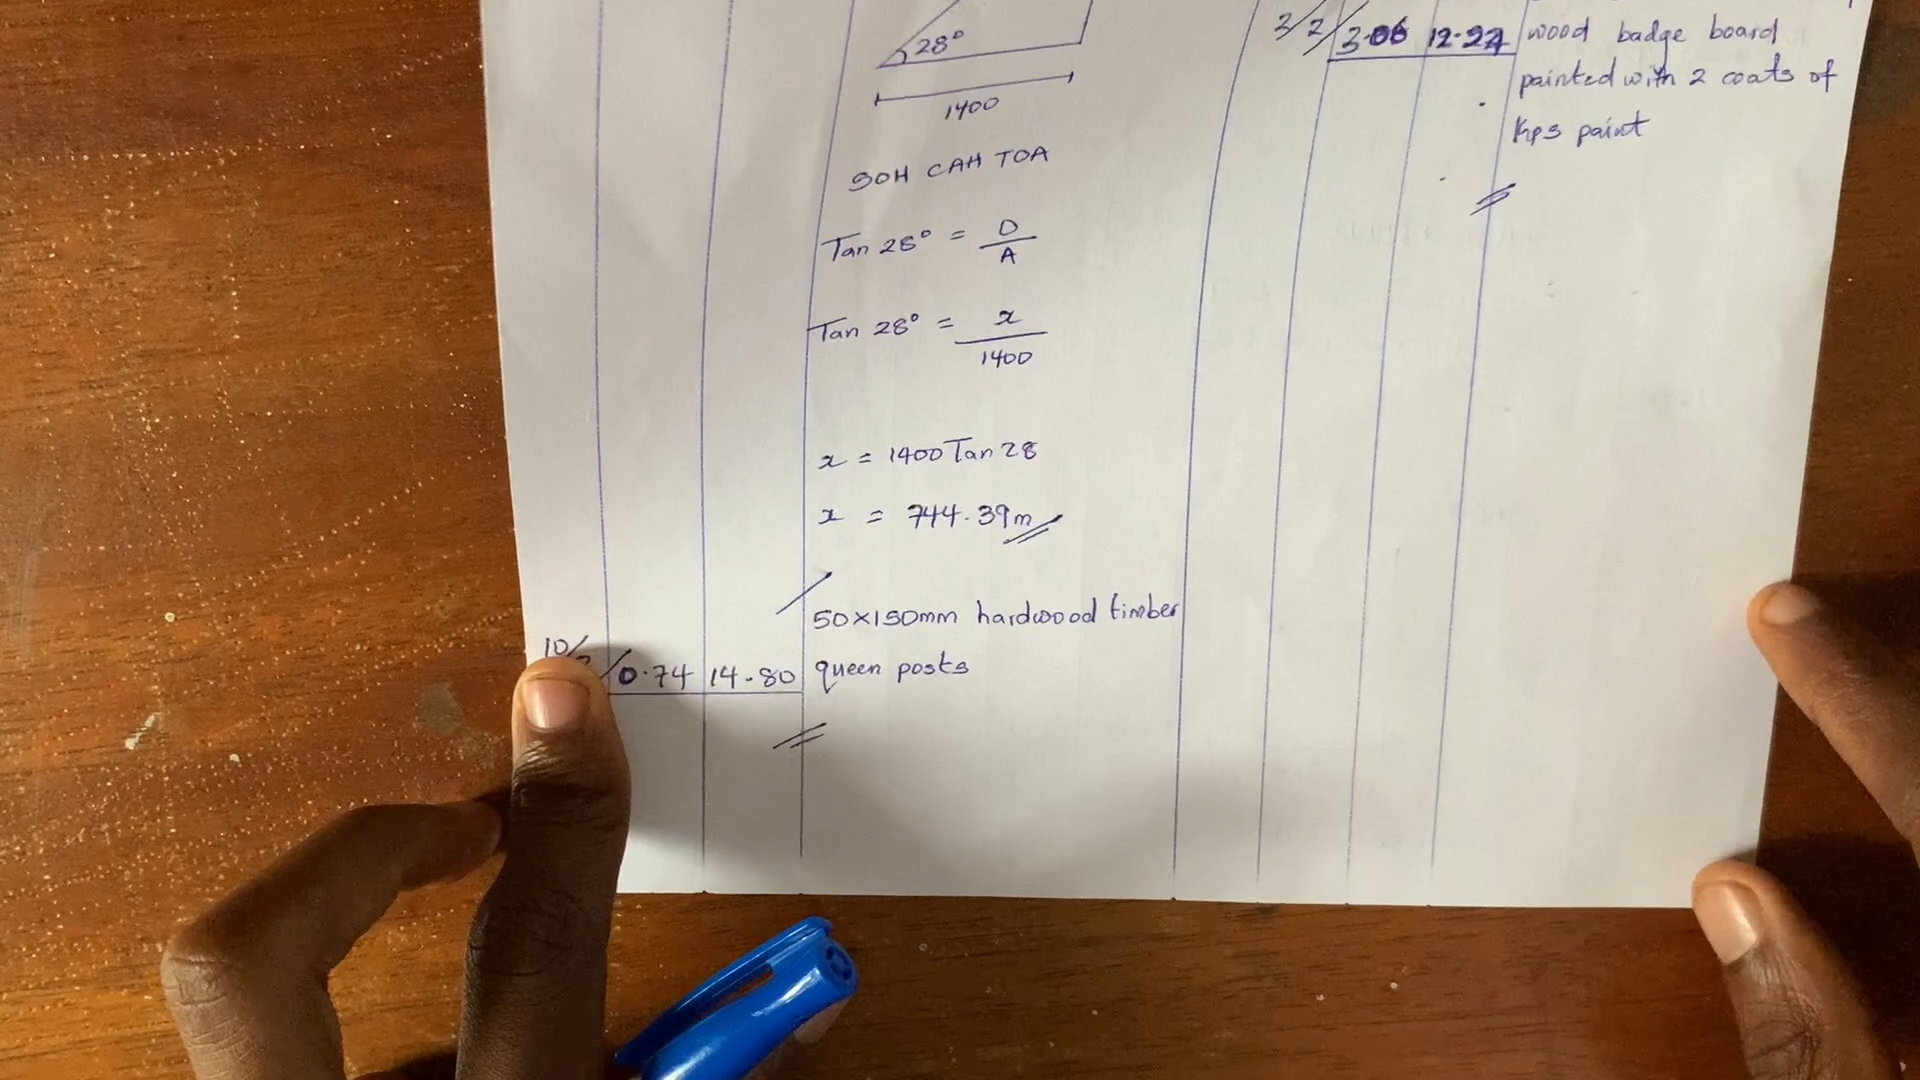 28°
1400
SOH CAH TOA
Tan 28° = O/A
Tan 28° = x/1400
x = 1400 Tan 28
x = 744.39m
50×150mm hardwood timber
10/ /0.74 14.80 queen posts
2/2/3.06 12.24 wood badge board
painted with 2 coats of
Kps paint